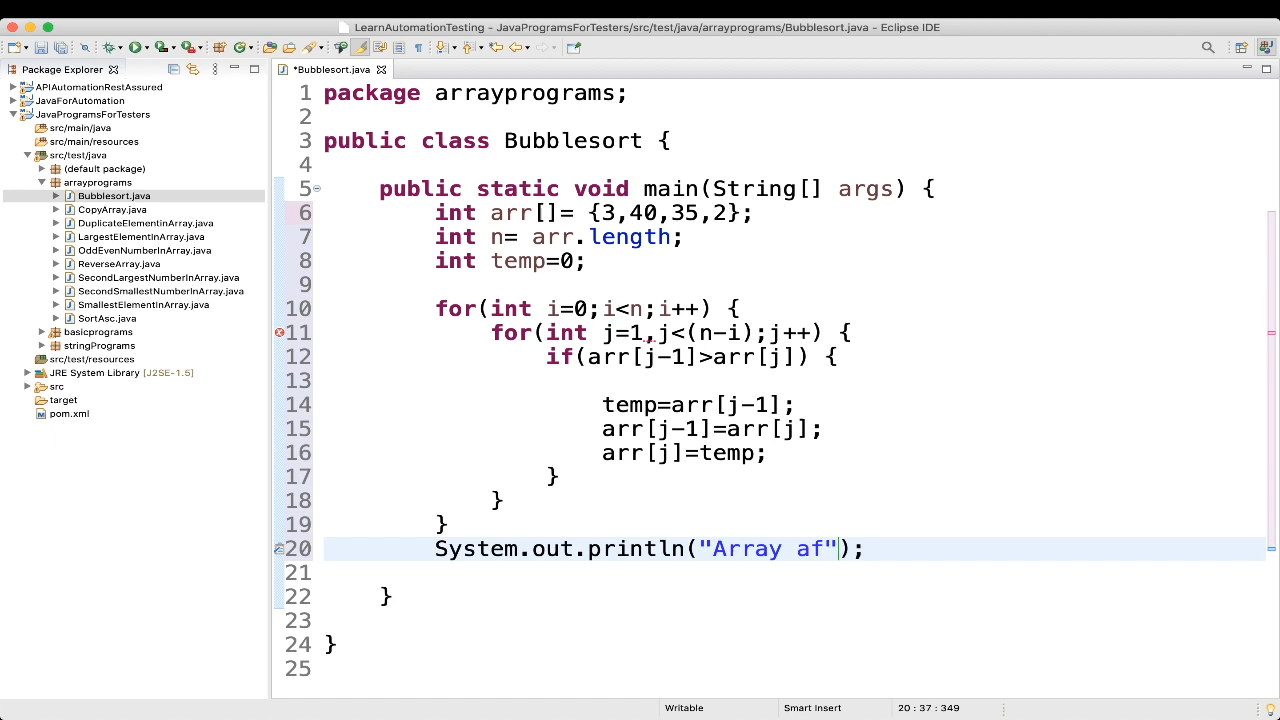 LearnAutomationTesting - JavaProgramsForTesters/src/test/java/arrayprograms/Bubblesort.java - Eclipse IDE
Package Explorer
*Bubblesort.java
APIAutomationRestAssured
JavaForAutomation
JavaProgramsForTesters
src/main/java
src/main/resources
src/test/java
(default package)
arrayprograms
Bubblesort.java
CopyArray.java
DuplicateElementinArray.java
LargestElementInArray.java
OddEvenNumberInArray.java
ReverseArray.java
SecondLargestNumberInArray.java
SecondSmallestNumberInArray.java
SmallestElementInArray.java
SortAsc.java
basicprograms
stringPrograms
src/test/resources
JRE System Library [J2SE-1.5]
src
target
pom.xml
1 package arrayprograms;
2
3 public class Bubblesort {
4
5 public static void main(String[] args) {
6 int arr[]= {3,40,35,2};
7 int n= arr.length;
8 int temp=0;
9
10 for(int i=0;i<n;i++) {
11 for(int j=1,j<(n-i);j++) {
12 if(arr[j-1]>arr[j]) {
13
14 temp=arr[j-1];
15 arr[j-1]=arr[j];
16 arr[j]=temp;
17 }
18 }
19 }
20 System.out.println("Array af");
21
22 }
23
24 }
25
Writable
Smart Insert
20 : 37 : 349